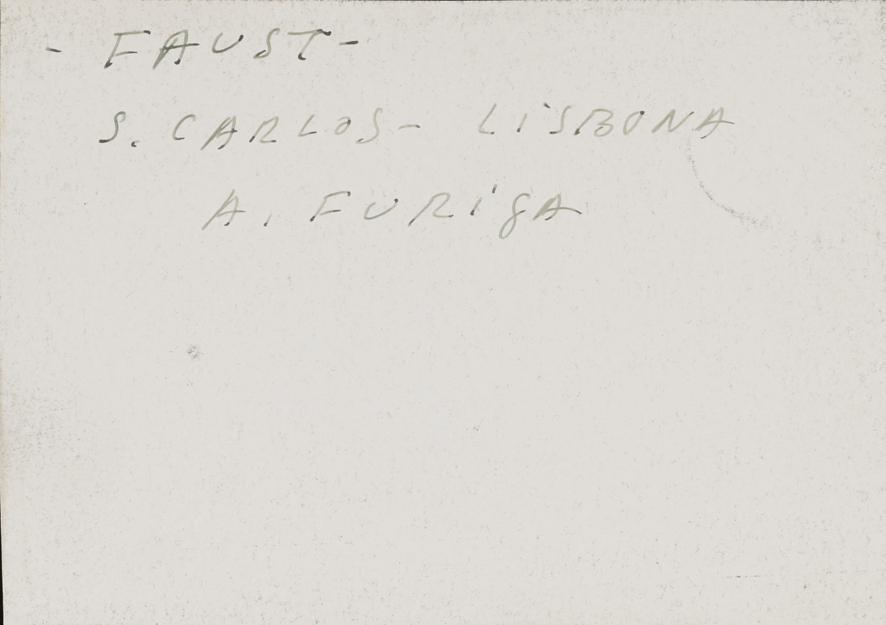 - FAUST -
S. CARLOS - LISBONA
A. FURIGA